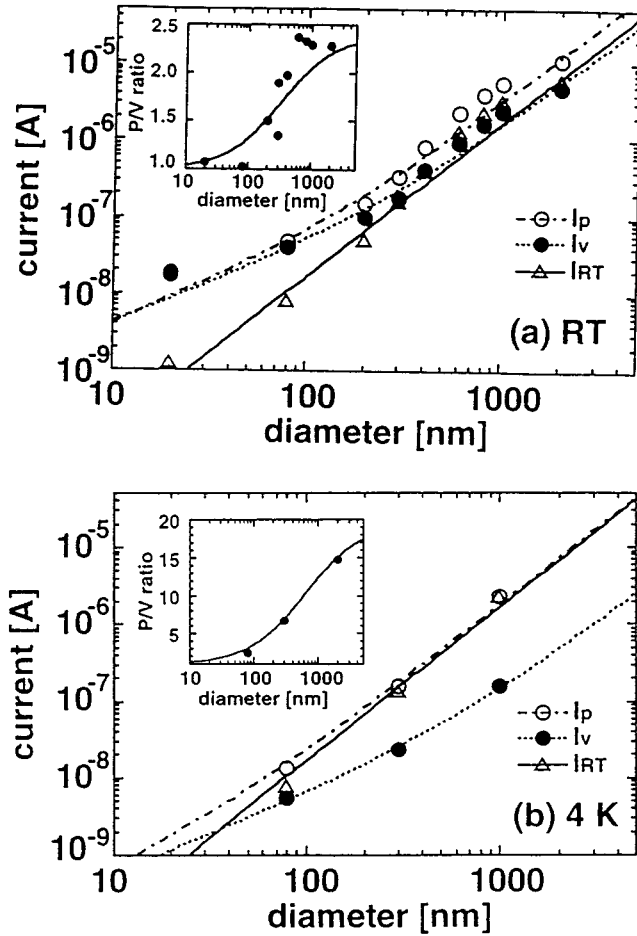 10-5
10-6
10-7
10-8
10-9
current [A]
2.5
2.0
1.5
1.0
P/V ratio
10
100
1000
diameter [nm]
Ip
Iv
IRT
(a) RT
10
100
1000
diameter [nm]
10-5
10-6
10-7
10-8
10-9
current [A]
20
15
10
5
P/V ratio
10
100
1000
diameter [nm]
Ip
Iv
IRT
(b) 4 K
10
100
1000
diameter [nm]